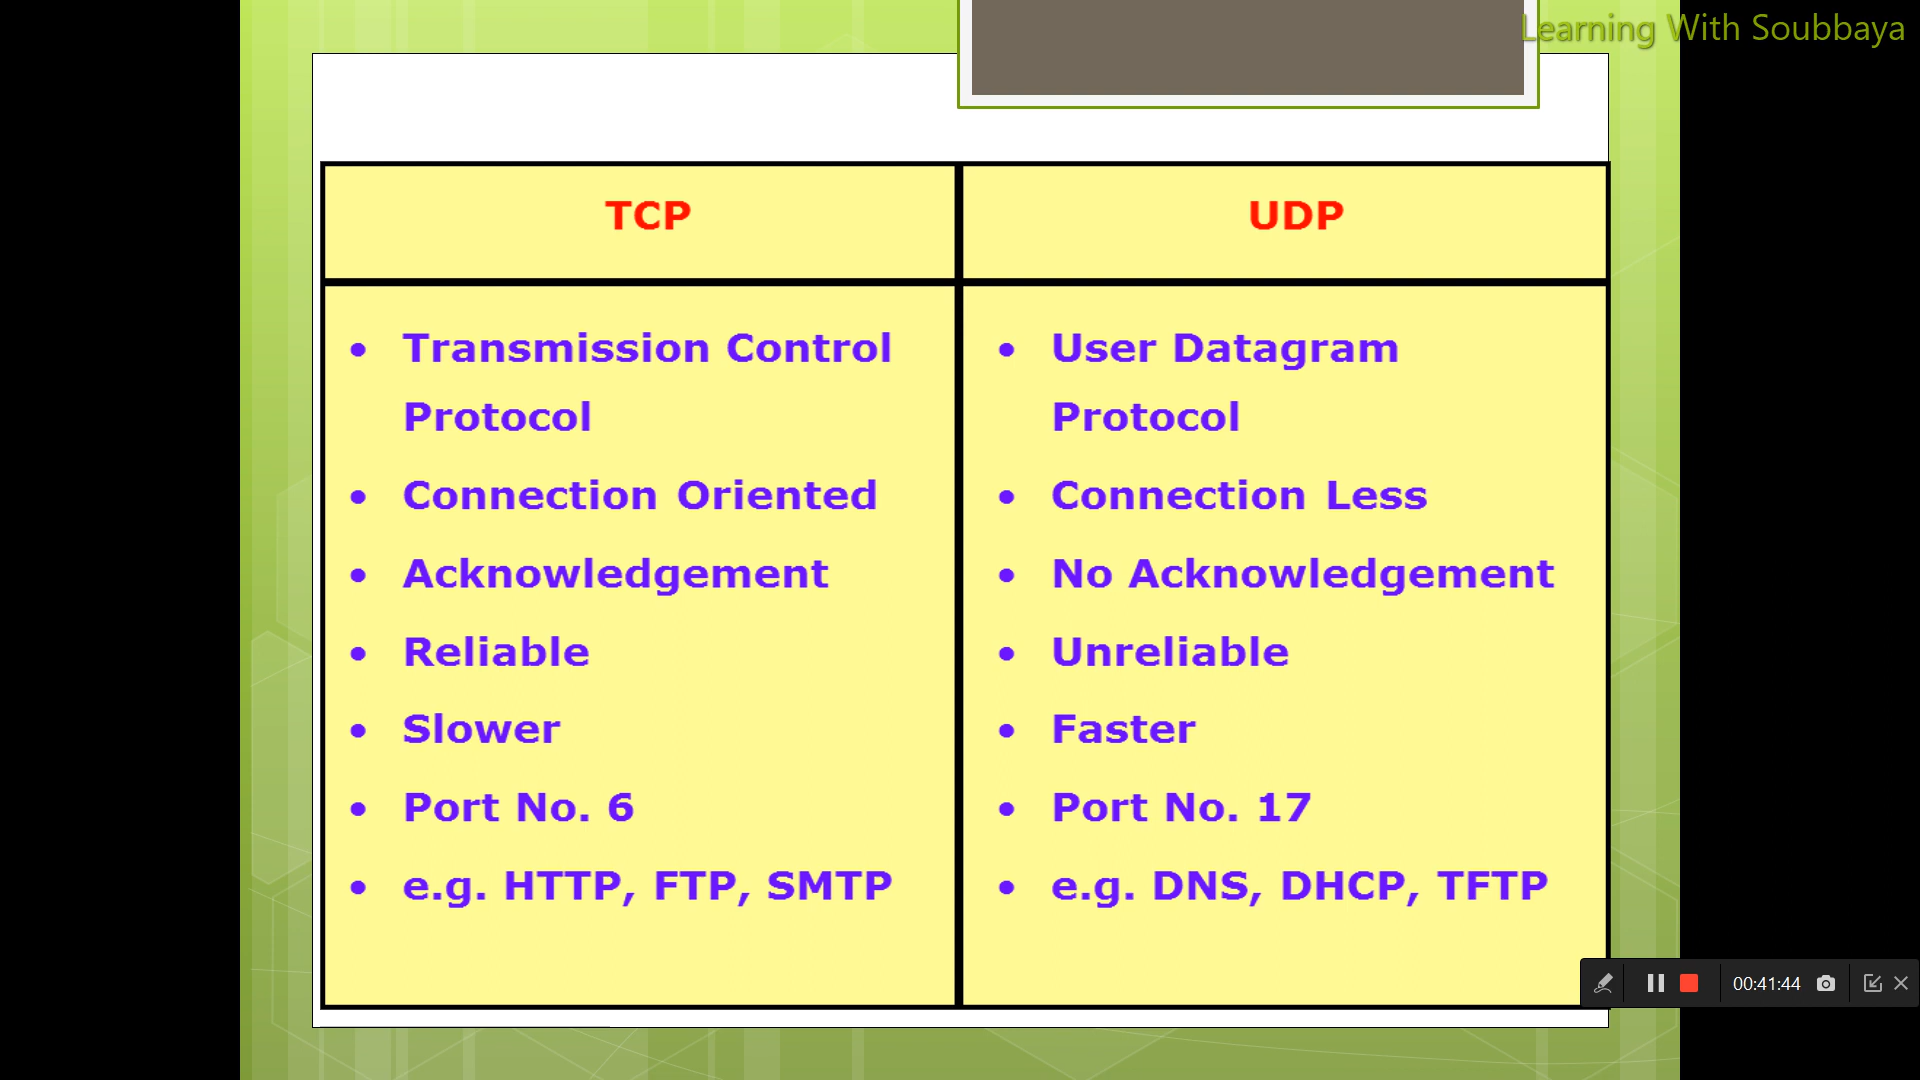 Learning With Soubbaya
TCP
UDP
• Transmission Control
Protocol
• Connection Oriented
• Acknowledgement
• Reliable
• Slower
• Port No. 6
• e.g. HTTP, FTP, SMTP
• User Datagram
Protocol
• Connection Less
• No Acknowledgement
• Unreliable
• Faster
• Port No. 17
• e.g. DNS, DHCP, TFTP
00:41:44